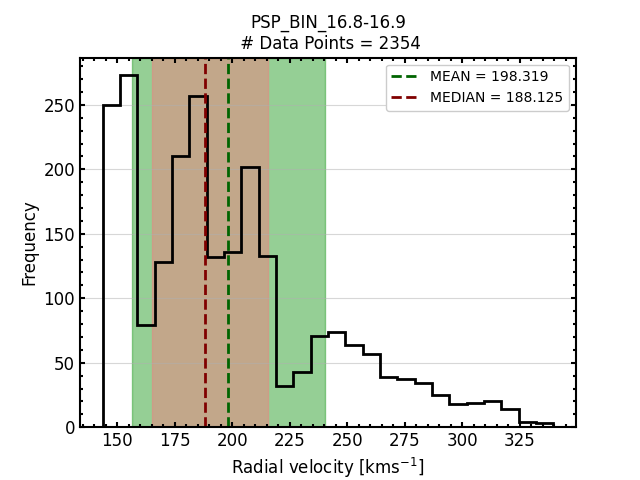 PSP_BIN_16.8-16.9
# Data Points = 2354
MEAN = 198.319
MEDIAN = 188.125
Frequency
250
200
150
100
50
0
150 175 200 225 250 275 300 325
Radial velocity [kms⁻¹]